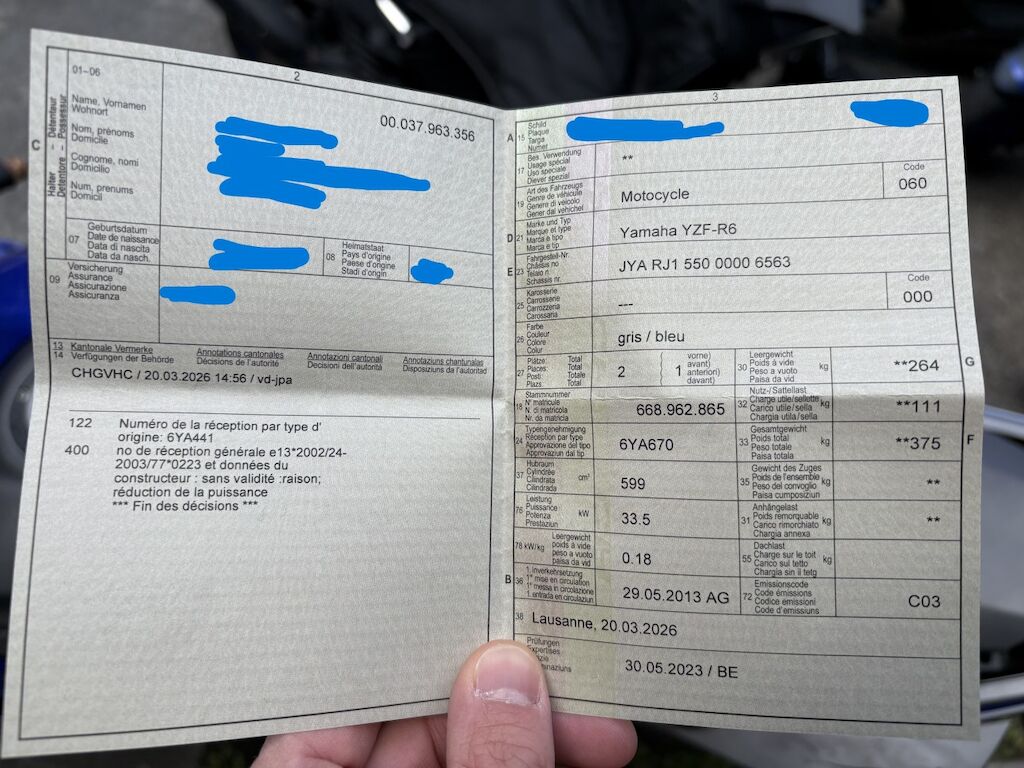 2
01–06
C
Halter – Détenteur
Detentore – Possessur
Name, Vornamen
Wohnort
Nom, prénoms
Domicile
Cognome, nomi
Domicilio
Num, prenums
Domicil
00.037.963.356
07
Geburtsdatum
Date de naissance
Data di nascita
Data da nasch.
08
Heimatstaat
Pays d'origine
Paese d'origine
Stadi d'origin
09
Versicherung
Assurance
Assicurazione
Assicuranza
13 Kantonale Vermerke Annotations cantonales Annotazioni cantonali Annotaziuns chantunalas
14 Verfügungen der Behörde Décisions de l'autorité Decisioni dell'autorità Disposiziuns da l'autoritad
CHGVHC / 20.03.2026 14:56 / vd-jpa
122 Numéro de la réception par type d'
origine: 6YA441
400 no de réception générale e13*2002/24-
2003/77*0223 et données du
constructeur : sans validité :raison;
réduction de la puissance
*** Fin des décisions ***
3
A 15
Schild
Plaque
Targa
Numer
17
Bes. Verwendung
Usage spécial
Uso speciale
Diever spezial
**
19
Art des Fahrzeugs
Genre de véhicule
Genere di veicolo
Gener dal vehichel
Motocycle
Code
060
D 21
Marke und Typ
Marque et type
Marca e tipo
Marca e tip
Yamaha YZF-R6
E 23
Fahrgestell-Nr.
Châssis no
Telaio n.
Schassis nr.
JYA RJ1 550 0000 6563
25
Karosserie
Carrosserie
Carrozzeria
Carossaria
---
Code
000
26
Farbe
Couleur
Colore
Colur
gris / bleu
27
Plätze: Total
Places: Total
Posti: Totale
Plazs: Total
2
1
vorne)
avant)
anteriori)
davant)
30
Leergewicht
Poids à vide
Peso a vuoto
Paisa da vid
kg
**264
G
18
Stammnummer
N° matricule
N. di matricola
Nr. da matricla
668.962.865
32
Nutz-/Sattellast
Charge utile/sellette
Carico utile/sella
Chargia utila/sella
kg
**111
24
Typengenehmigung
Réception par type
Approvazione del tipo
Approvaziun dal tip
6YA670
33
Gesamtgewicht
Poids total
Peso totale
Paisa totala
kg
**375
F
37
Hubraum
Cylindrée
Cilindrata
Cilindrada
cm³
599
35
Gewicht des Zuges
Poids de l'ensemble
Peso del convoglio
Paisa cumposiziun
kg
**
76
Leistung
Puissance
Potenza
Prestaziun
kW
33.5
31
Anhängelast
Poids remorquable
Carico rimorchiato
Chargia annexa
kg
**
78 kW/kg
Leergewicht
poids à vide
peso a vuoto
paisa da vid
0.18
55
Dachlast
Charge sur le toit
Carico sul tetto
Chargia sin il tetg
kg
B 36
1. Inverkehrsetzung
1re mise en circulation
1a messa in circolazione
1. entrada en circulaziun
29.05.2013 AG
72
Emissionscode
Code émissions
Codice emissioni
Code d'emissiuns
C03
38 Lausanne, 20.03.2026
Prüfungen
Expertises
30.05.2023 / BE